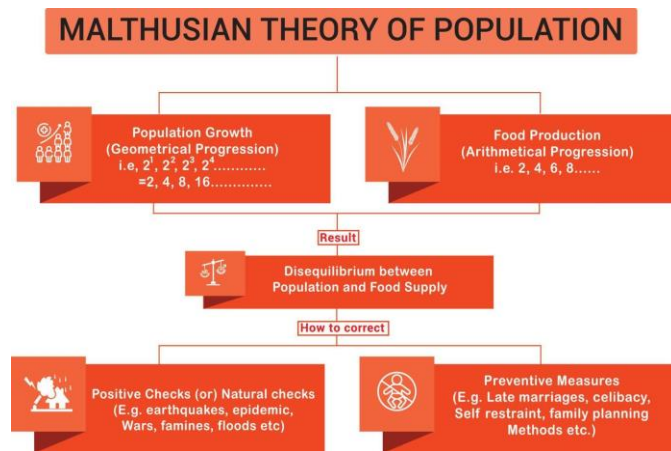 MALTHUSIAN THEORY OF POPULATION
Population Growth
(Geometrical Progression)
i.e, 2¹, 2², 2³, 2⁴............
=2, 4, 8, 16..............
Food Production
(Arithmetical Progression)
i.e. 2, 4, 6, 8......
Result
Disequilibrium between
Population and Food Supply
How to correct
Positive Checks (or) Natural checks
(E.g. earthquakes, epidemic,
Wars, famines, floods etc)
Preventive Measures
(E.g. Late marriages, celibacy,
Self restraint, family planning
Methods etc.)